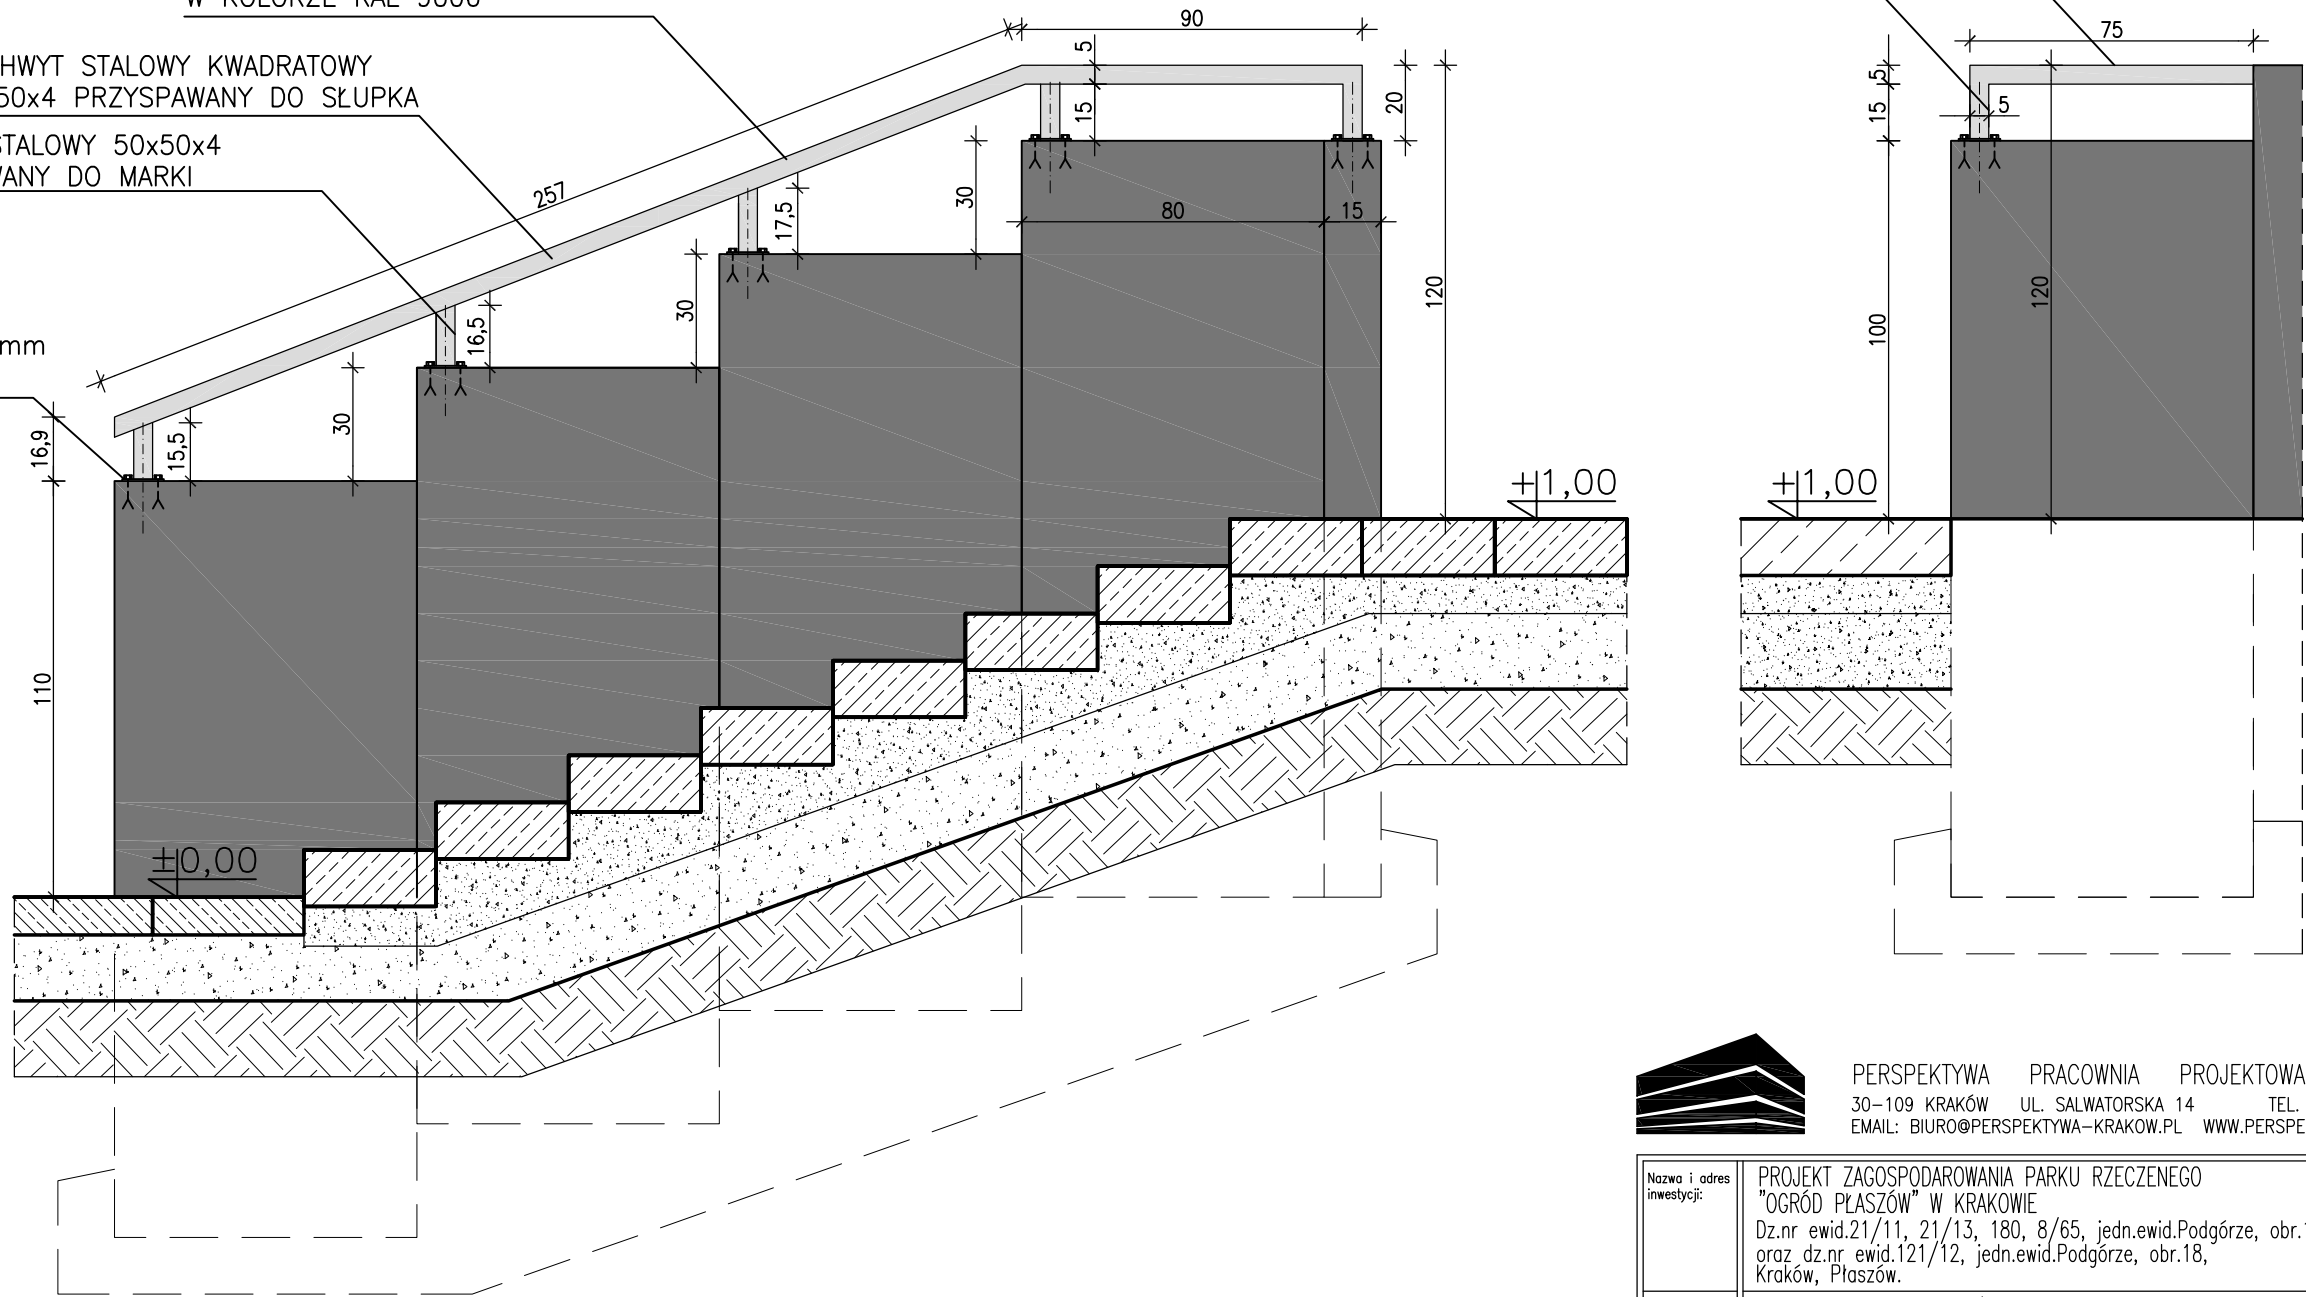 W KOLORZE RAL
HWYT STALOWY KWADRATOWY
50x4 PRZYSPAWANY DO SŁUPKA
STALOWY 50x50x4
WANY DO MARKI
mm
257
90
5
15
20
30
17,5
80
15
120
30
16,5
30
15,5
16,9
110
±0,00
+1,00
75
5
15
5
100
120
+1,00
PERSPEKTYWA PRACOWNIA PROJEKTOWA
30-109 KRAKÓW UL. SALWATORSKA 14 TEL.
EMAIL: BIURO@PERSPEKTYWA-KRAKOW.PL WWW.PERSPE
Nazwa i adres
inwestycji:
PROJEKT ZAGOSPODAROWANIA PARKU RZECZENEGO
"OGRÓD PŁASZÓW" W KRAKOWIE
Dz.nr ewid.21/11, 21/13, 180, 8/65, jedn.ewid.Podgórze, obr.
oraz dz.nr ewid.121/12, jedn.ewid.Podgórze, obr.18,
Kraków, Płaszów.